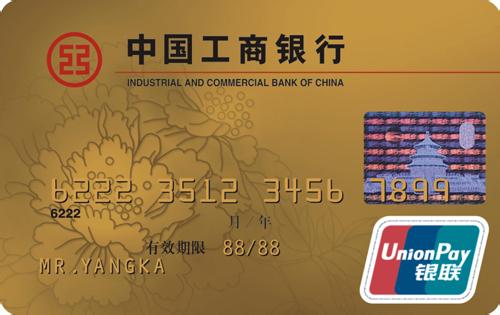 中国工商银行
INDUSTRIAL AND COMMERCIAL BANK OF CHINA
6222 3512 3456 7899
6222
月/年
有效期限 88/88
MR.YANGKA
UnionPay
银联